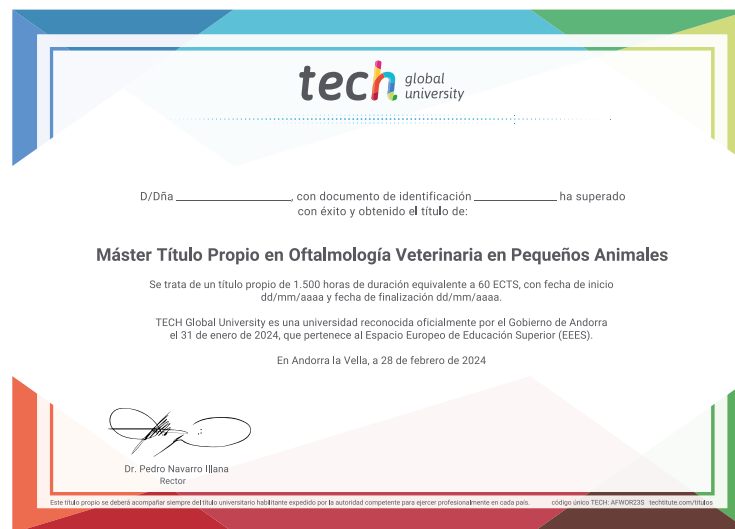 tech global university
D/Dña ______________, con documento de identificación __________ ha superado
con éxito y obtenido el título de:
Máster Título Propio en Oftalmología Veterinaria en Pequeños Animales
Se trata de un título propio de 1.500 horas de duración equivalente a 60 ECTS, con fecha de inicio
dd/mm/aaaa y fecha de finalización dd/mm/aaaa.
TECH Global University es una universidad reconocida oficialmente por el Gobierno de Andorra
el 31 de enero de 2024, que pertenece al Espacio Europeo de Educación Superior (EEES).
En Andorra la Vella, a 28 de febrero de 2024
Dr. Pedro Navarro Illana
Rector
Este título propio se deberá acompañar siempre del título universitario habilitante expedido por la autoridad competente para ejercer profesionalmente en cada país. código único TECH: AFWOR23S techtitute.com/títulos